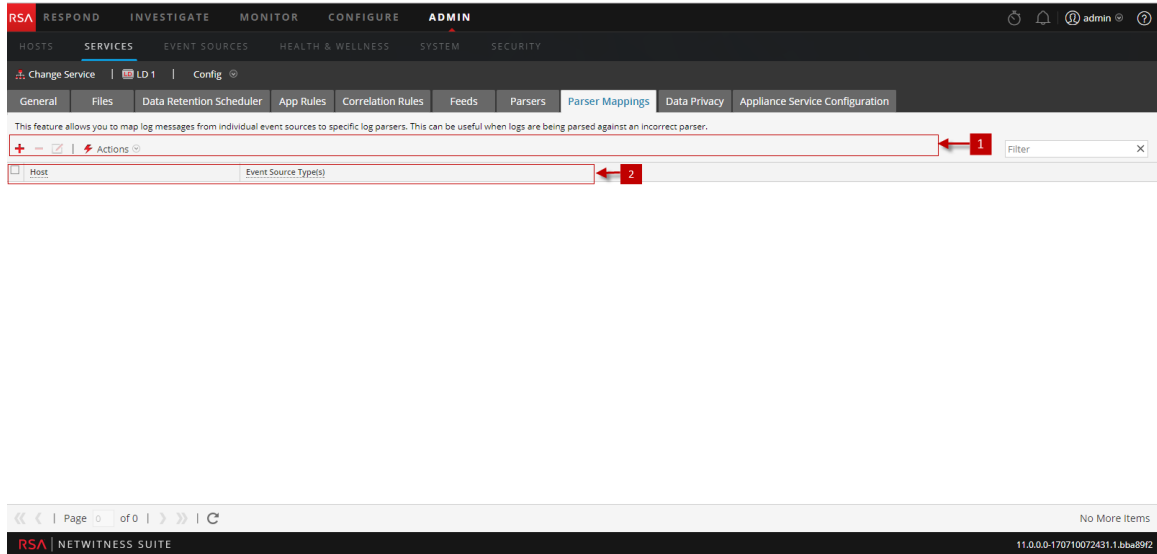 RSA RESPOND INVESTIGATE MONITOR CONFIGURE ADMIN admin
HOSTS SERVICES EVENT SOURCES HEALTH & WELLNESS SYSTEM SECURITY
Change Service | LD LD 1 | Config
General Files Data Retention Scheduler App Rules Correlation Rules Feeds Parsers Parser Mappings Data Privacy Appliance Service Configuration
This feature allows you to map log messages from individual event sources to specific log parsers. This can be useful when logs are being parsed against an incorrect parser.
| Actions 1 Filter
Host Event Source Type(s) 2
| Page 0 of 0 | | No More Items
RSA | NETWITNESS SUITE 11.0.0.0-170710072431.1.bba89f2